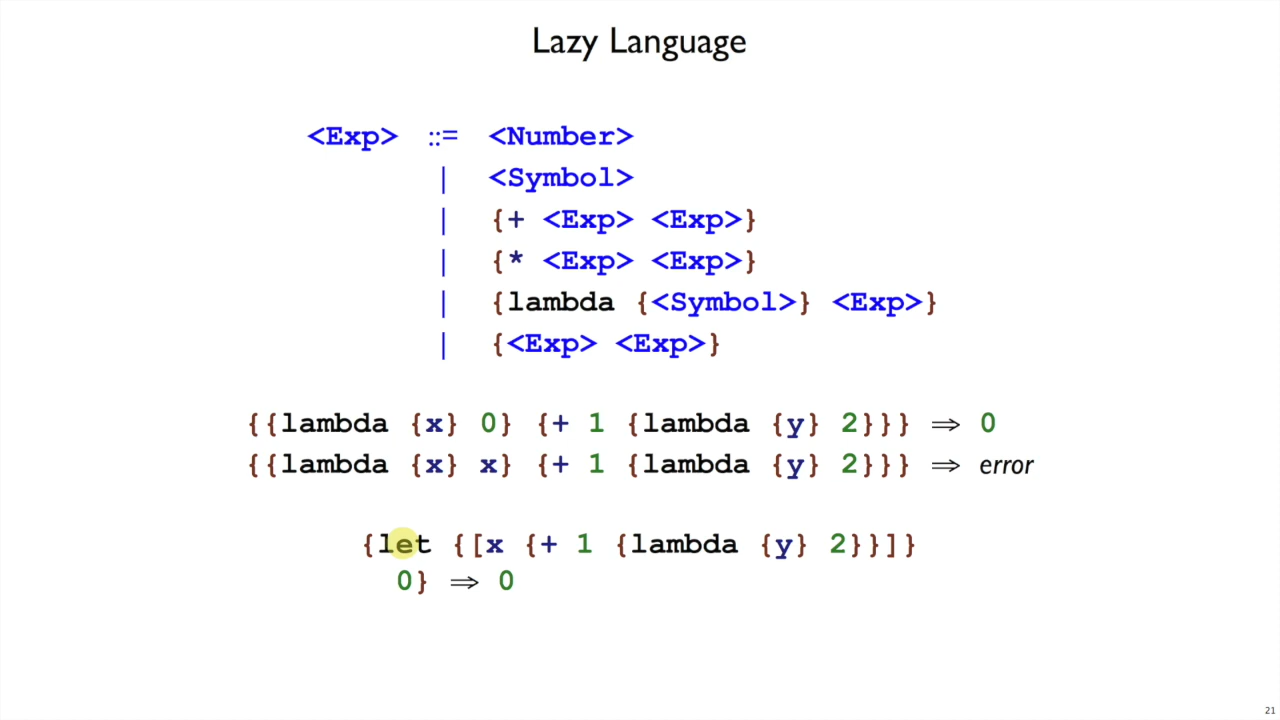 Lazy Language
<Exp> ::= <Number>
| <Symbol>
| {+ <Exp> <Exp>}
| {* <Exp> <Exp>}
| {lambda {<Symbol>} <Exp>}
| {<Exp> <Exp>}
{{lambda {x} 0} {+ 1 {lambda {y} 2}}} ⇒ 0
{{lambda {x} x} {+ 1 {lambda {y} 2}}} ⇒ error
{let {[x {+ 1 {lambda {y} 2}}]}
0} ⇒ 0
21